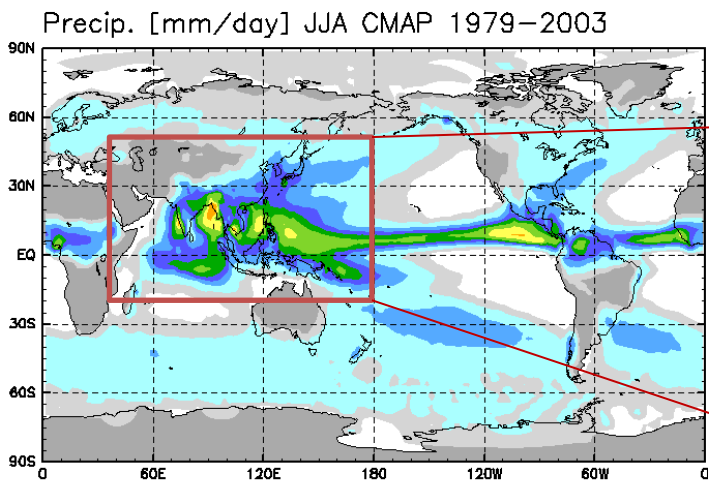 Precip. [mm/day] JJA CMAP 1979-2003
90N
60N
30N
EQ
30S
60S
90S
0 60E 120E 180 120W 60W 0